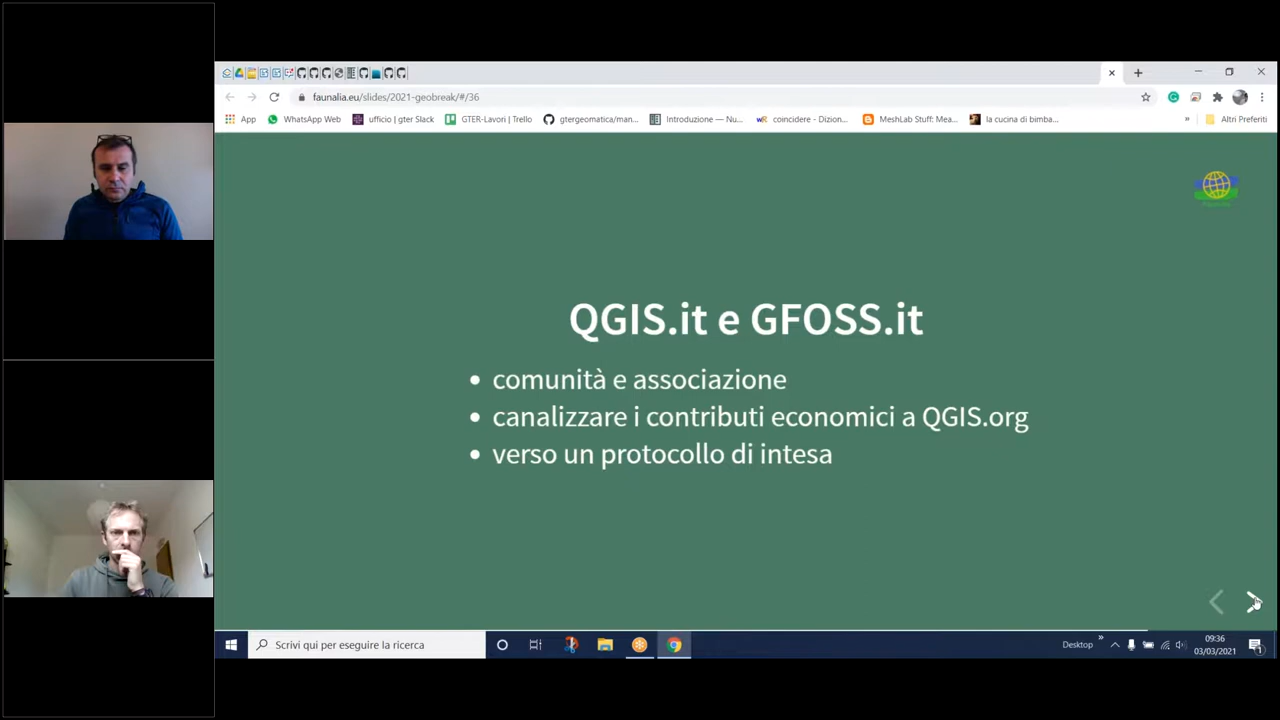 faunalia.eu/slides/2021-geobreak/#/36
App
WhatsApp Web
ufficio | gter Slack
GTER-Lavori | Trello
gtergeomatica/man...
Introduzione — Nu...
coincidere - Dizion...
MeshLab Stuff: Mea...
la cucina di bimba...
»
Altri Preferiti
QGIS.it e GFOSS.it
• comunità e associazione
• canalizzare i contributi economici a QGIS.org
• verso un protocollo di intesa
Scrivi qui per eseguire la ricerca
Desktop
»
09:36
03/03/2021
1